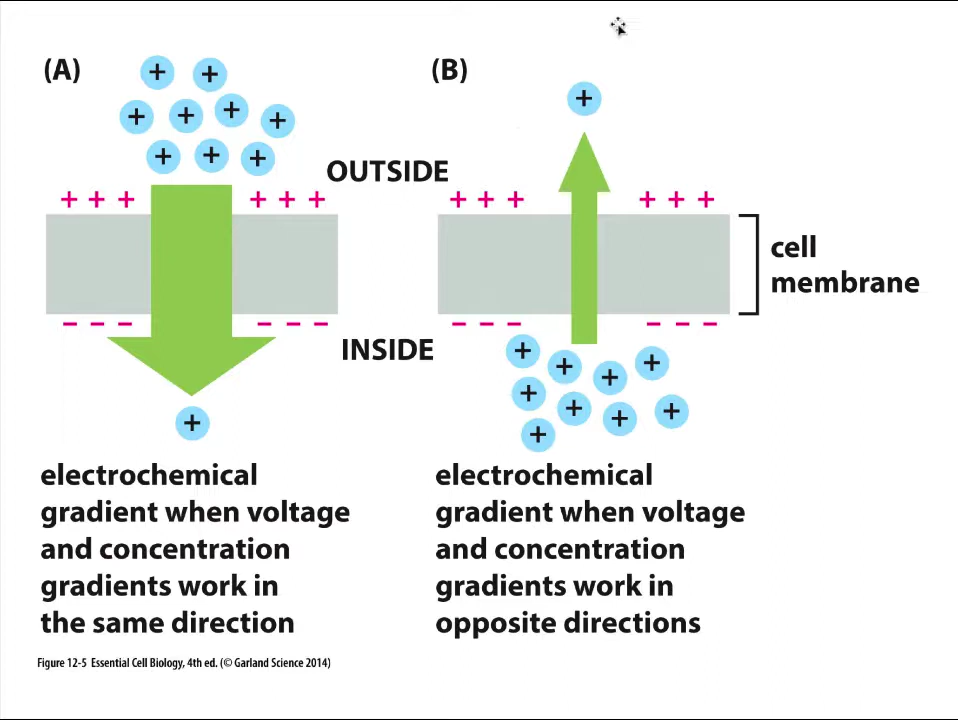 (A)
(B)
+ +
+ + + +
+ + +
+
OUTSIDE
+ + + + + +
+ + + + + +
cell
membrane
– – – – – –
– – – – – –
INSIDE
+
+ + + +
+ + + +
+
electrochemical
gradient when voltage
and concentration
gradients work in
the same direction
electrochemical
gradient when voltage
and concentration
gradients work in
opposite directions
Figure 12-5 Essential Cell Biology, 4th ed. (© Garland Science 2014)